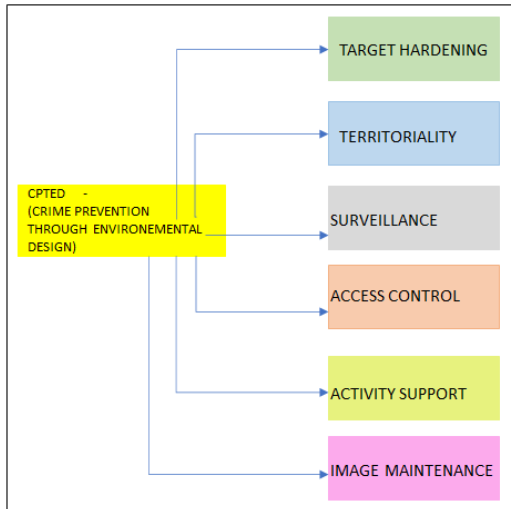 TARGET HARDENING
TERRITORIALITY
CPTED -
(CRIME PREVENTION
THROUGH ENVIRONEMENTAL
DESIGN)
SURVEILLANCE
ACCESS CONTROL
ACTIVITY SUPPORT
IMAGE MAINTENANCE